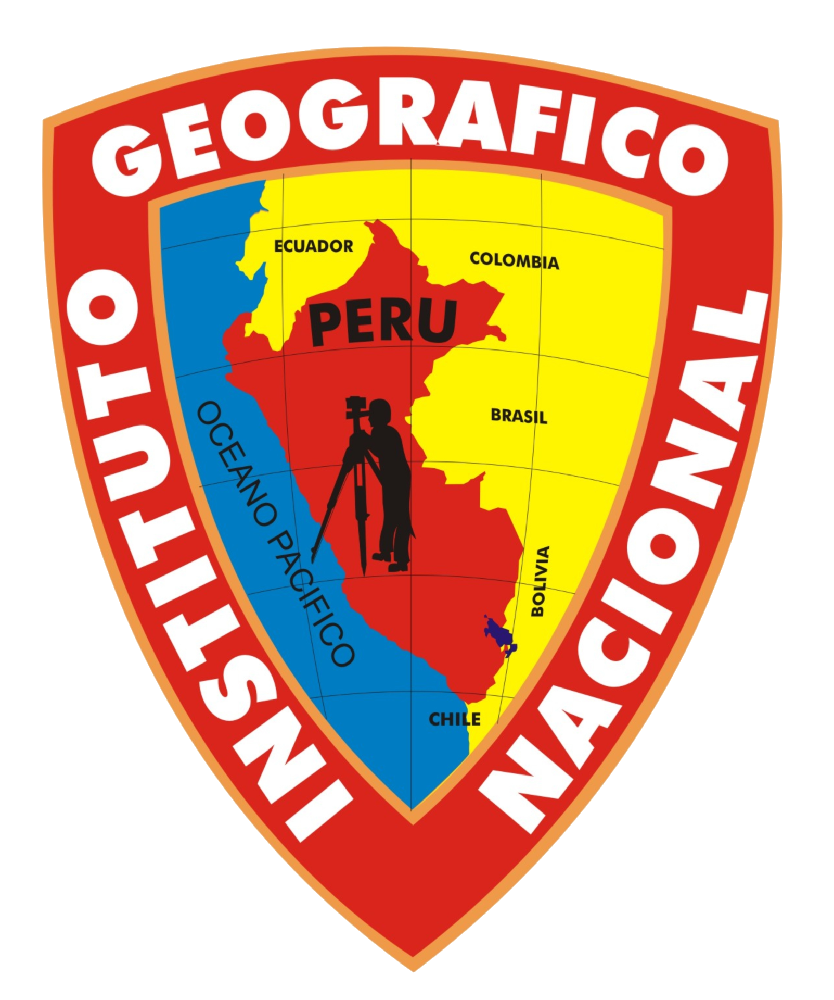 INSTITUTO
GEOGRAFICO
NACIONAL
ECUADOR
COLOMBIA
PERU
BRASIL
OCEANO PACIFICO
BOLIVIA
CHILE